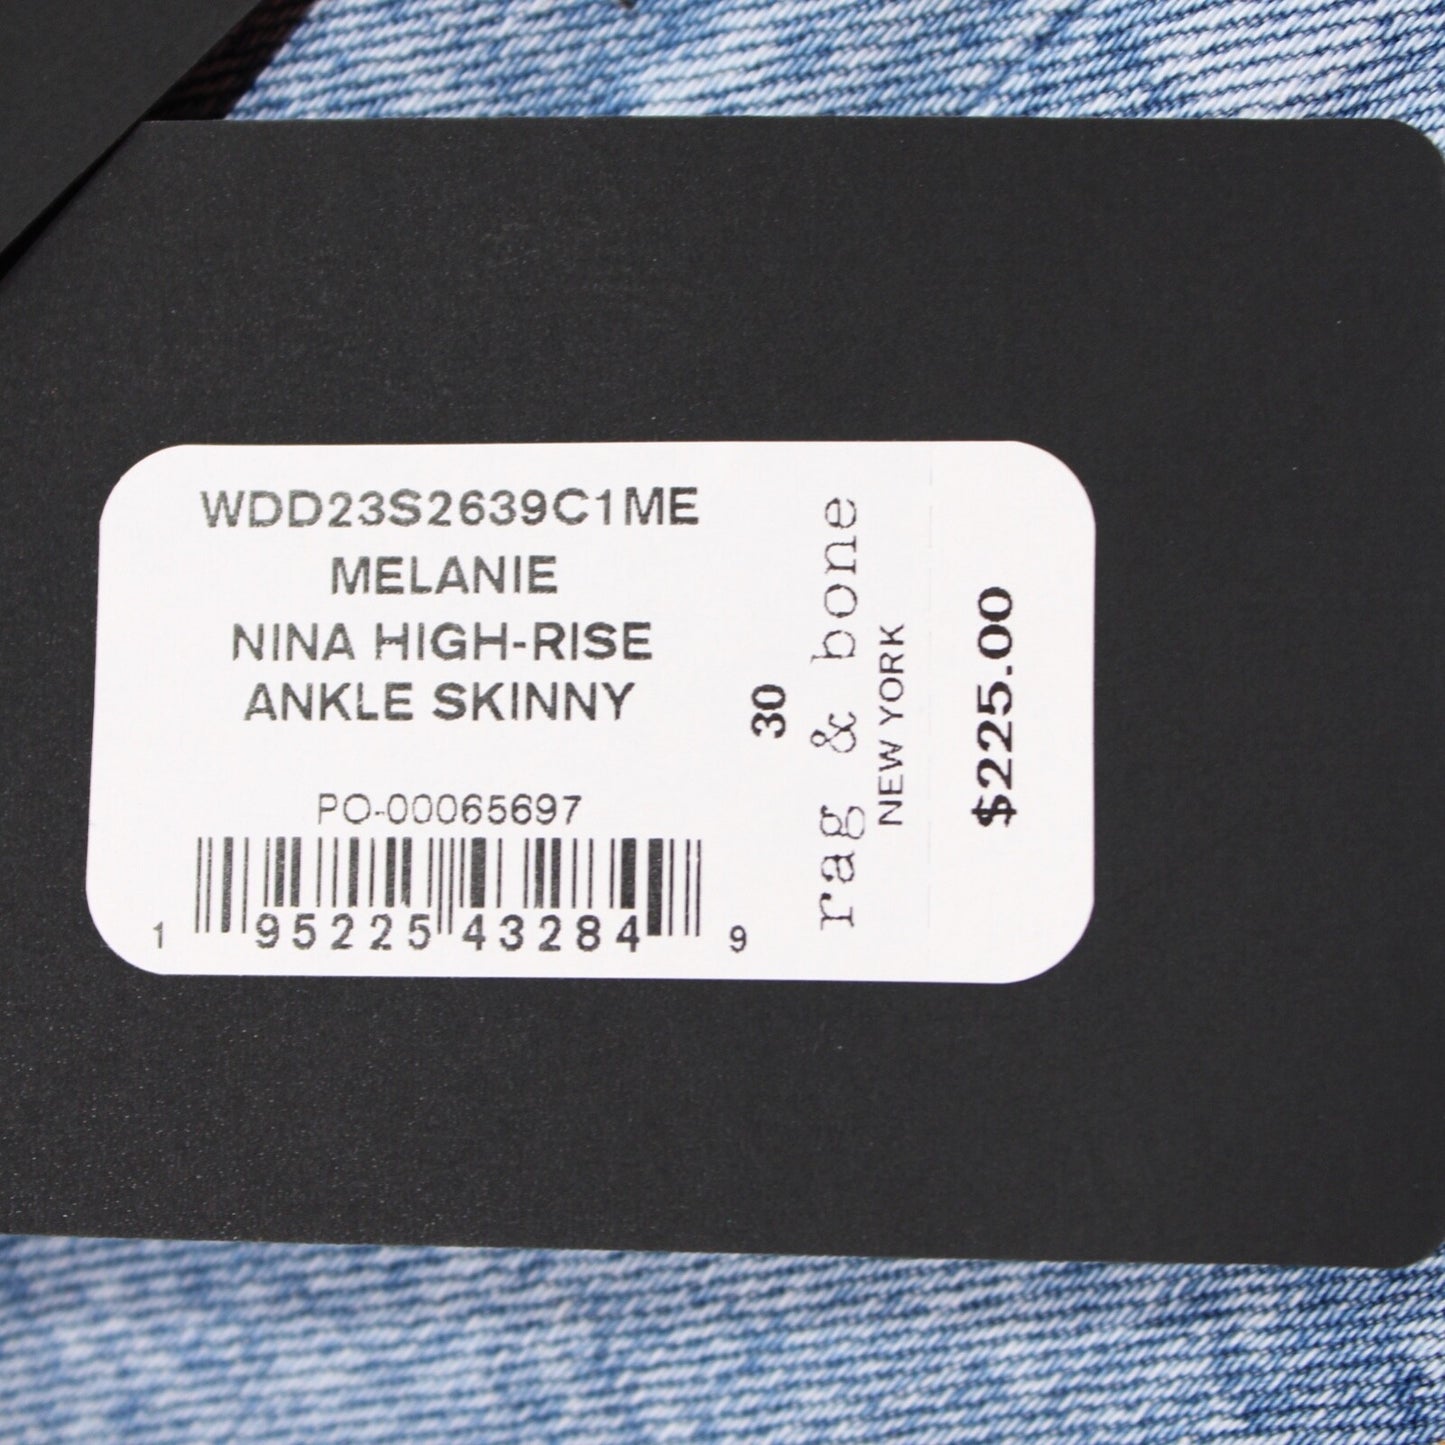 WDD23S2639C1ME
MELANIE
NINA HIGH-RISE
ANKLE SKINNY
PO-00065697
1 95225 43284 9
30
rag & bone
NEW YORK
$225.00